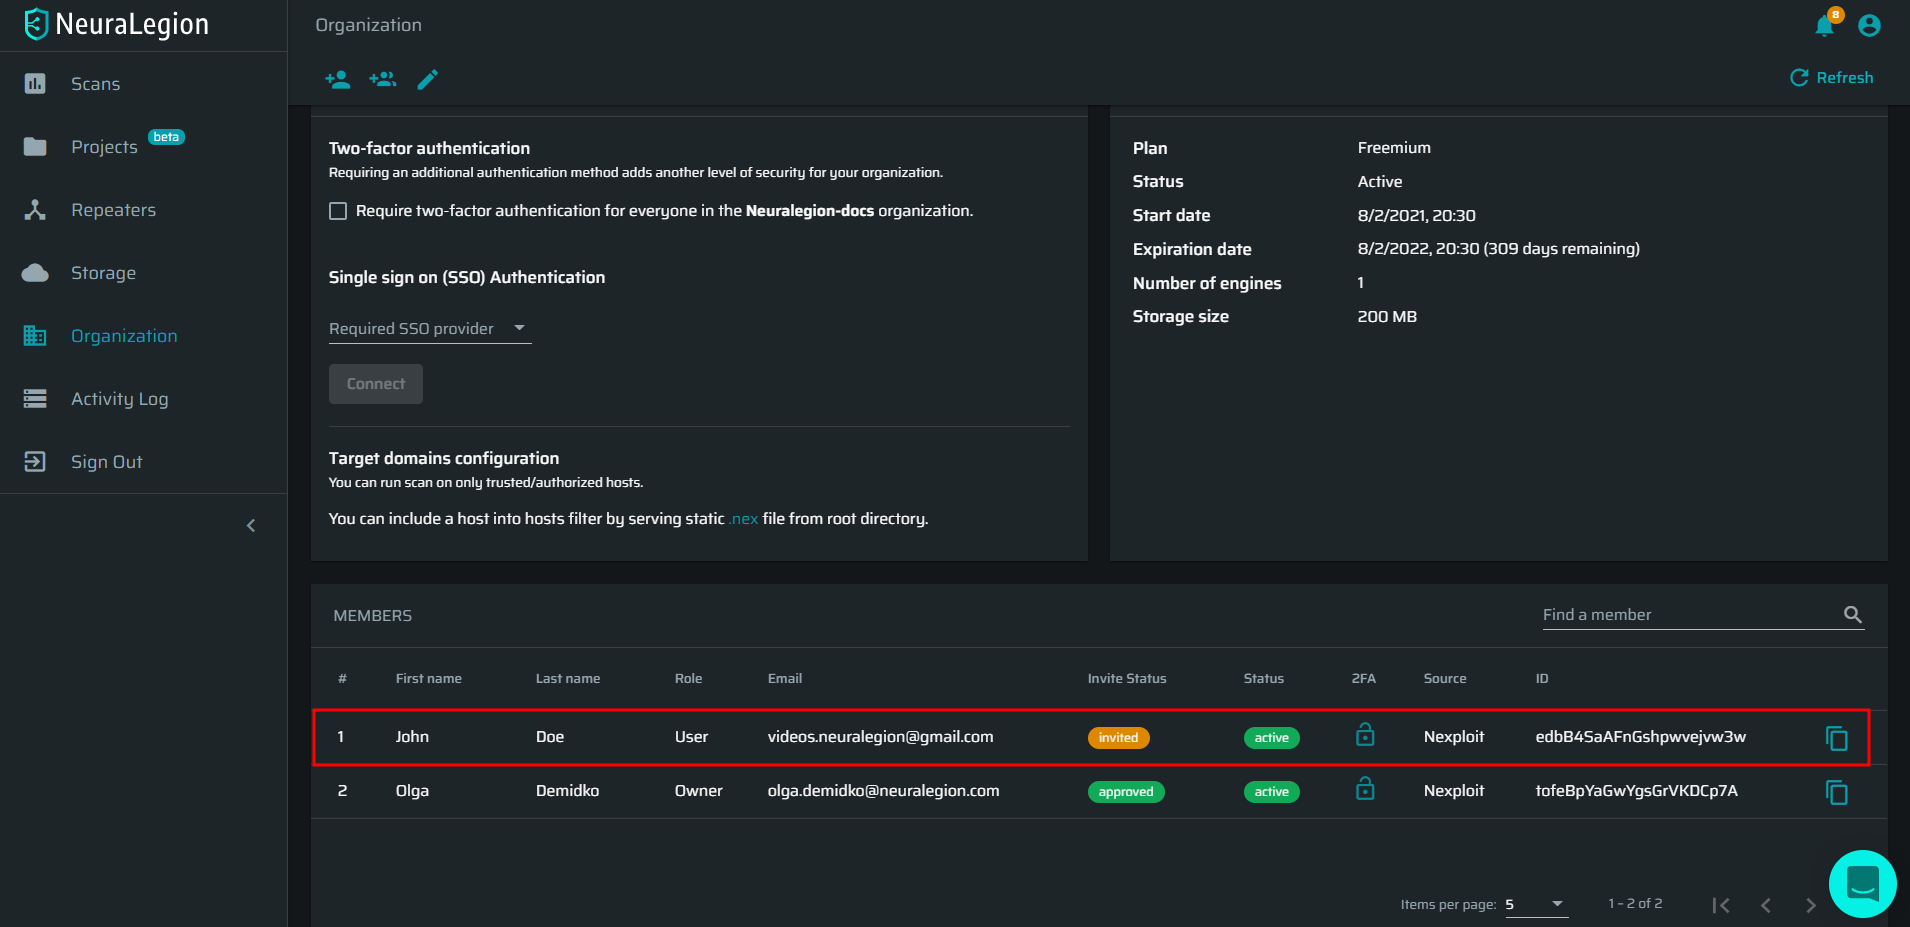 NeuraLegion
Organization
8
Scans
Projects beta
Repeaters
Storage
Organization
Activity Log
Sign Out
Refresh
Two-factor authentication
Requiring an additional authentication method adds another level of security for your organization.
Require two-factor authentication for everyone in the Neuralegion-docs organization.
Single sign on (SSO) Authentication
Required SSO provider
Connect
Target domains configuration
You can run scan on only trusted/authorized hosts.
You can include a host into hosts filter by serving static .nex file from root directory.
Plan Freemium
Status Active
Start date 8/2/2021, 20:30
Expiration date 8/2/2022, 20:30 (309 days remaining)
Number of engines 1
Storage size 200 MB
MEMBERS Find a member
# First name Last name Role Email Invite Status Status 2FA Source ID
1 John Doe User videos.neuralegion@gmail.com invited active Nexploit edbB4SaAFnGshpwvejvw3w
2 Olga Demidko Owner olga.demidko@neuralegion.com approved active Nexploit tofeBpYaGwYgsGrVKDCp7A
Items per page: 5 1 – 2 of 2